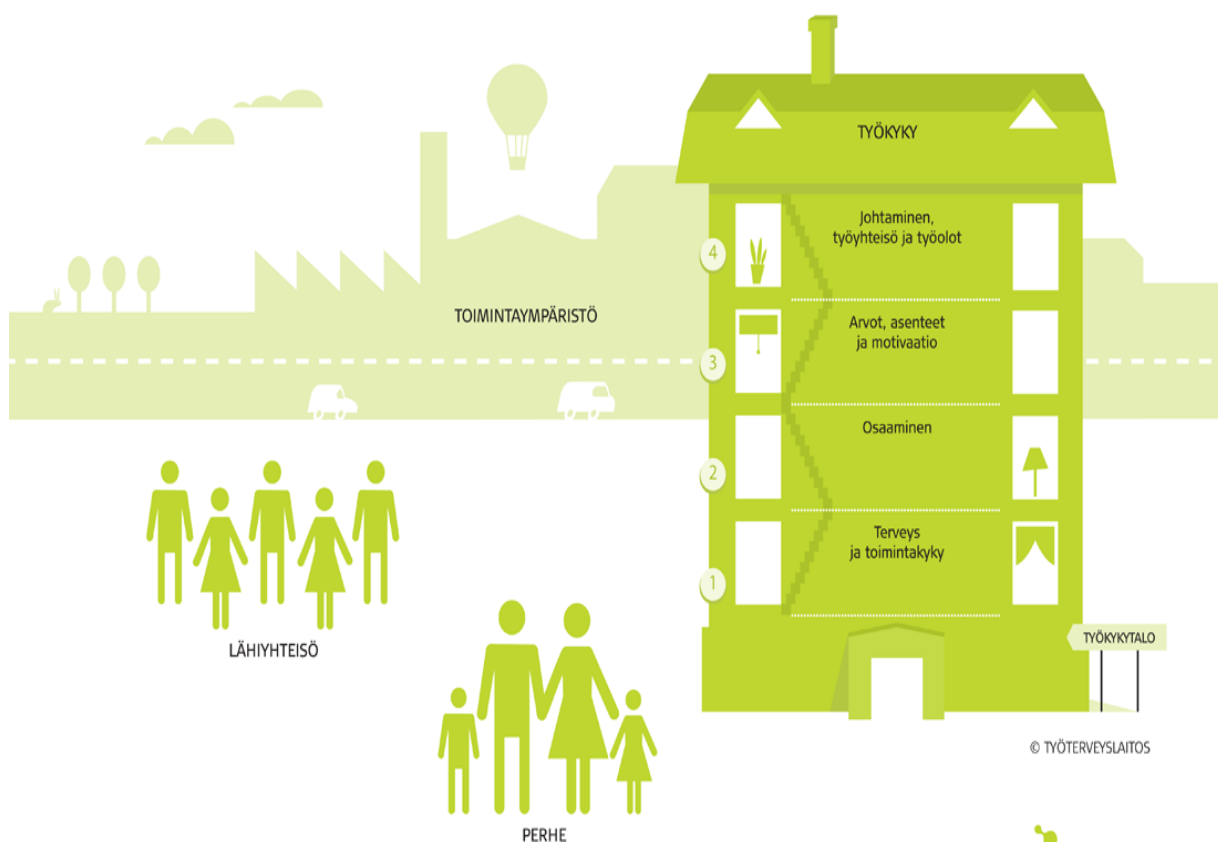 TYÖKYKY
Johtaminen,
työyhteisö ja työolot
4
TOIMINTAYMPÄRISTÖ
Arvot, asenteet
ja motivaatio
3
Osaaminen
2
Terveys
ja toimintakyky
1
TYÖKYKYTALO
LÄHIYHTEISÖ
© TYÖTERVEYSLAITOS
PERHE